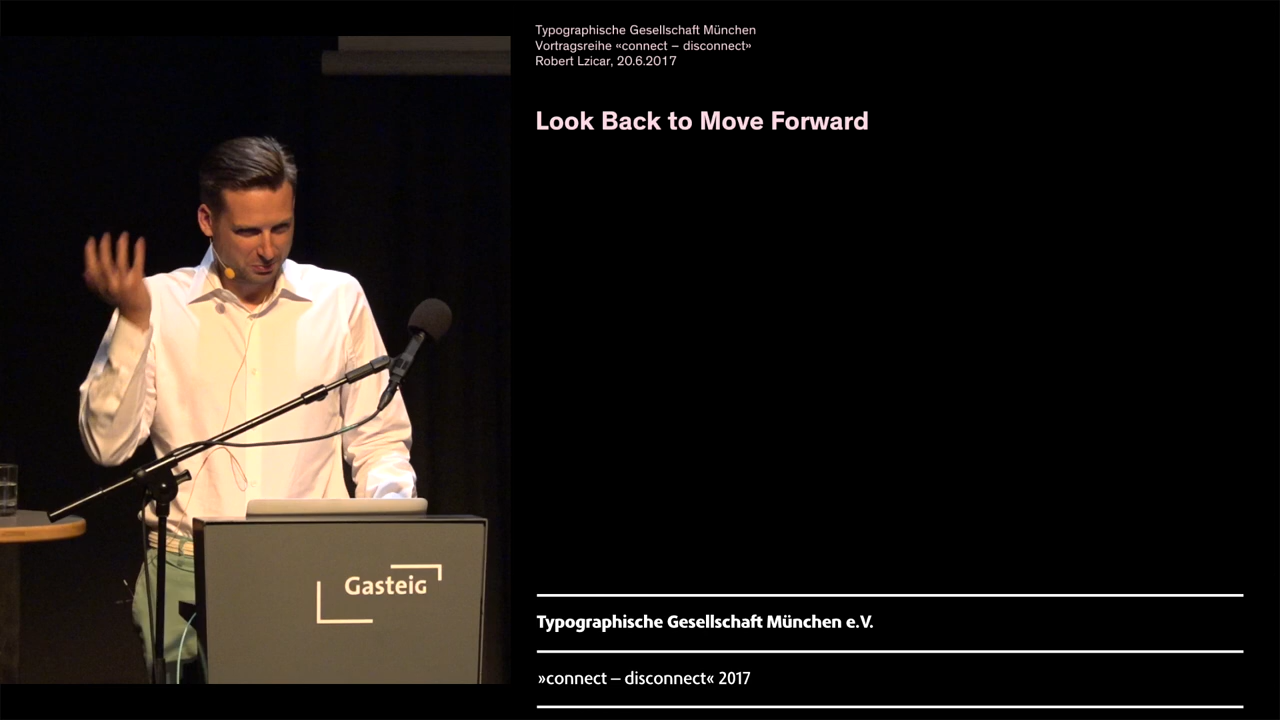 Typographische Gesellschaft München
Vortragsreihe «connect – disconnect»
Robert Lzicar, 20.6.2017
Look Back to Move Forward
Gasteig
Typographische Gesellschaft München e.V.
»connect – disconnect« 2017